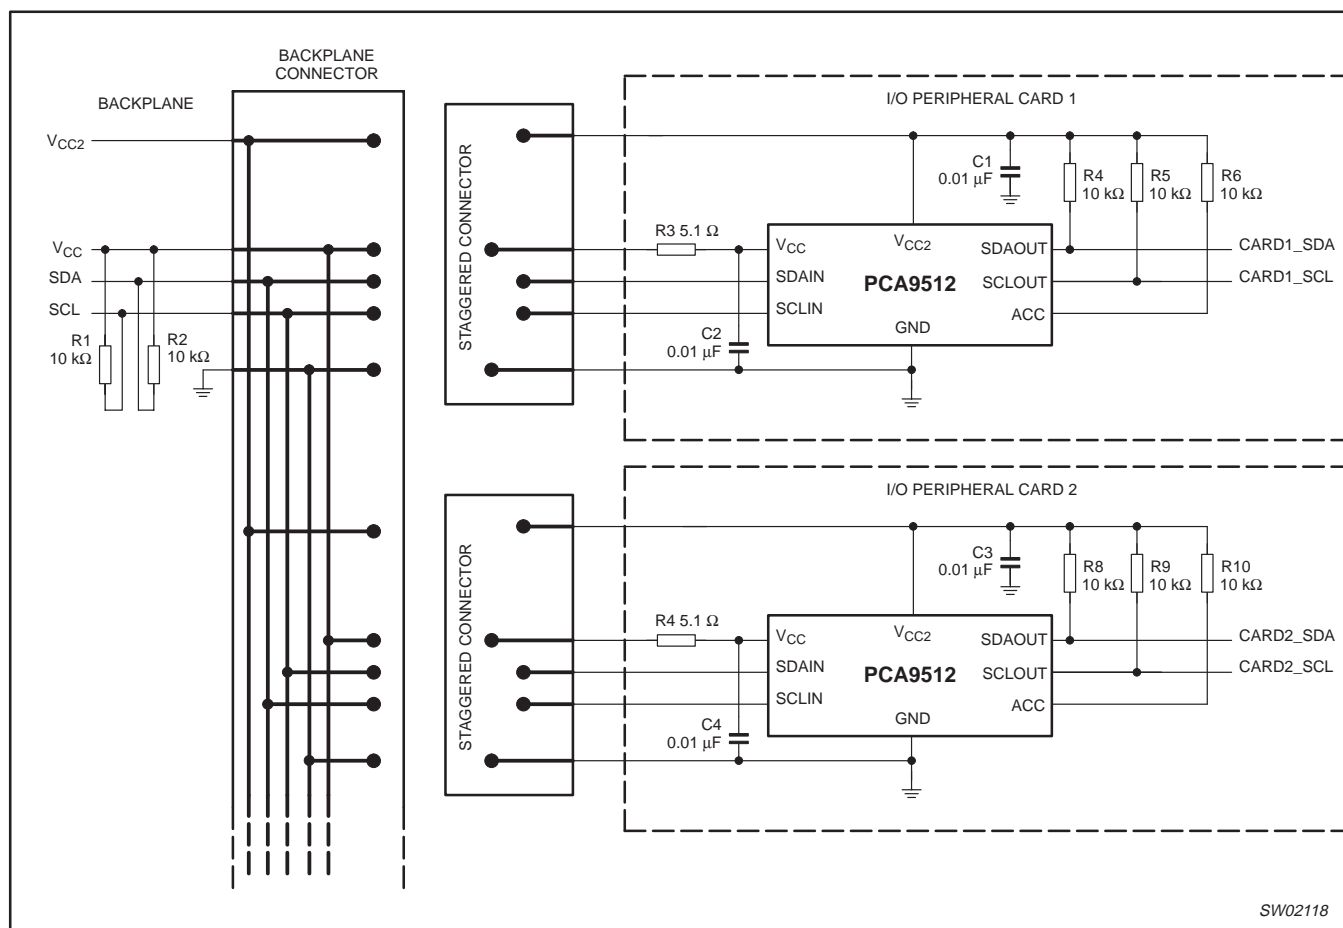 BACKPLANE
CONNECTOR
BACKPLANE
VCC2
VCC
SDA
SCL
R1
10 kΩ
R2
10 kΩ
STAGGERED CONNECTOR
I/O PERIPHERAL CARD 1
C1
0.01 μF
R4
10 kΩ
R5
10 kΩ
R6
10 kΩ
R3 5.1 Ω
VCC
VCC2
SDAOUT
CARD1_SDA
SDAIN
PCA9512
SCLOUT
CARD1_SCL
SCLIN
ACC
GND
C2
0.01 μF
STAGGERED CONNECTOR
I/O PERIPHERAL CARD 2
C3
0.01 μF
R8
10 kΩ
R9
10 kΩ
R10
10 kΩ
R4 5.1 Ω
VCC
VCC2
SDAOUT
CARD2_SDA
SDAIN
PCA9512
SCLOUT
CARD2_SCL
SCLIN
ACC
GND
C4
0.01 μF
SW02118